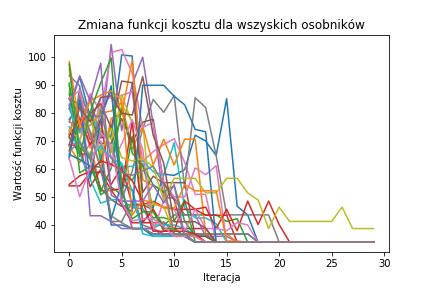 Zmiana funkcji kosztu dla wszyskich osobników
Wartość funkcji kosztu
100
90
80
70
60
50
40
0 5 10 15 20 25 30
Iteracja